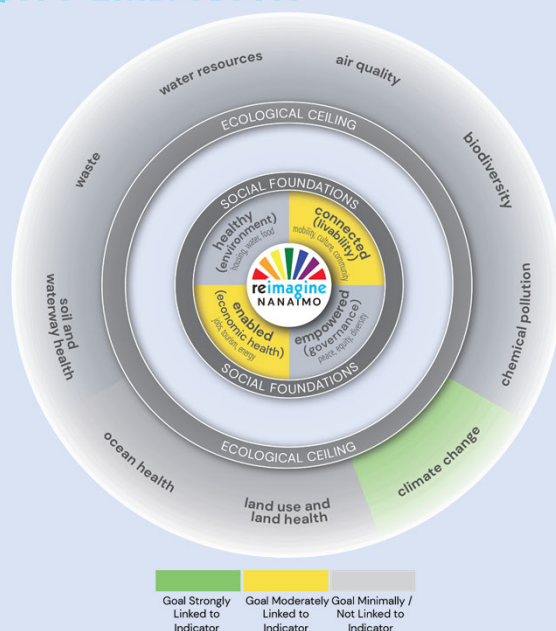 water resources
air quality
biodiversity
chemical pollution
climate change
land use and
land health
ocean health
soil and
waterway health
waste
ECOLOGICAL CEILING
SOCIAL FOUNDATIONS
healthy
(environment)
housing, water, food
connected
(livability)
mobility, culture, community
reimagine
NANAIMO
enabled
(economic health)
jobs, tourism, energy
empowered
(governance)
peace, equity, diversity
SOCIAL FOUNDATIONS
ECOLOGICAL CEILING
Goal Strongly
Linked to
Indicator
Goal Moderately
Linked to
Indicator
Goal Minimally /
Not Linked to
Indicator